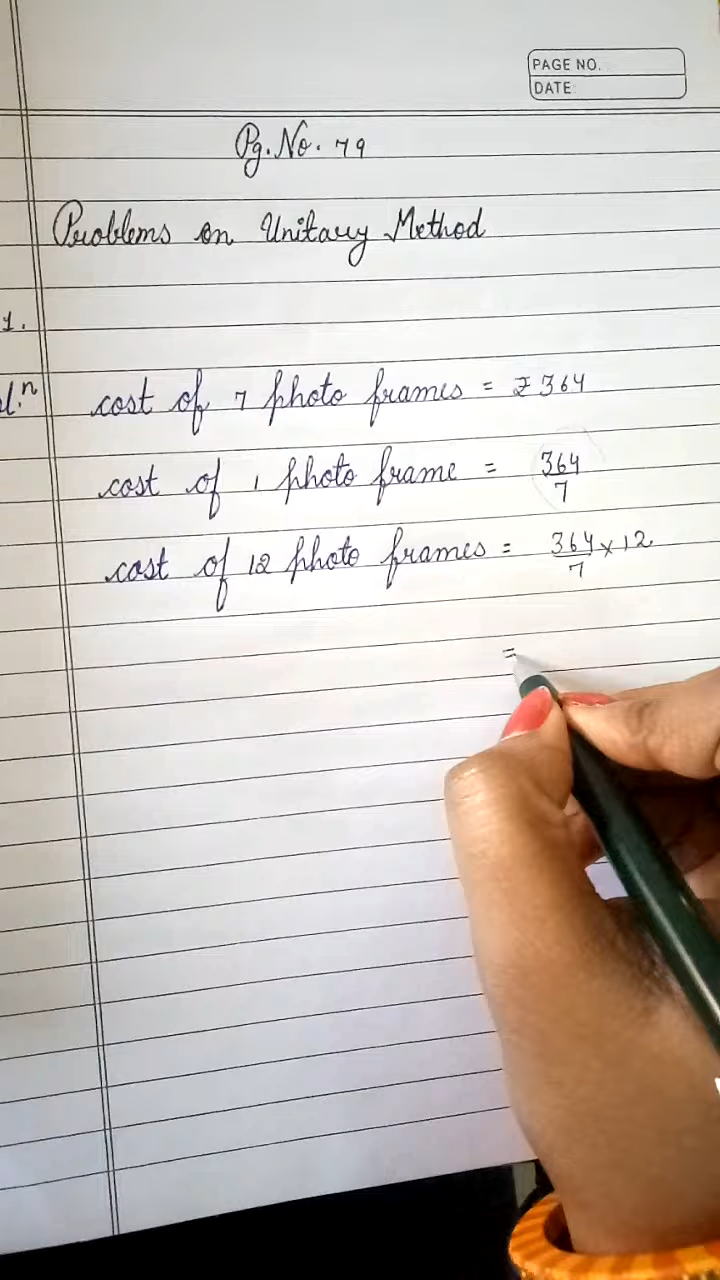 PAGE NO.
DATE:
Pg. No. 79
Problems on Unitary Method
1.
l.n cost of 7 photo frames = ₹ 364
cost of 1 photo frame = 364/7
cost of 12 photo frames = 364/7 x 12
=